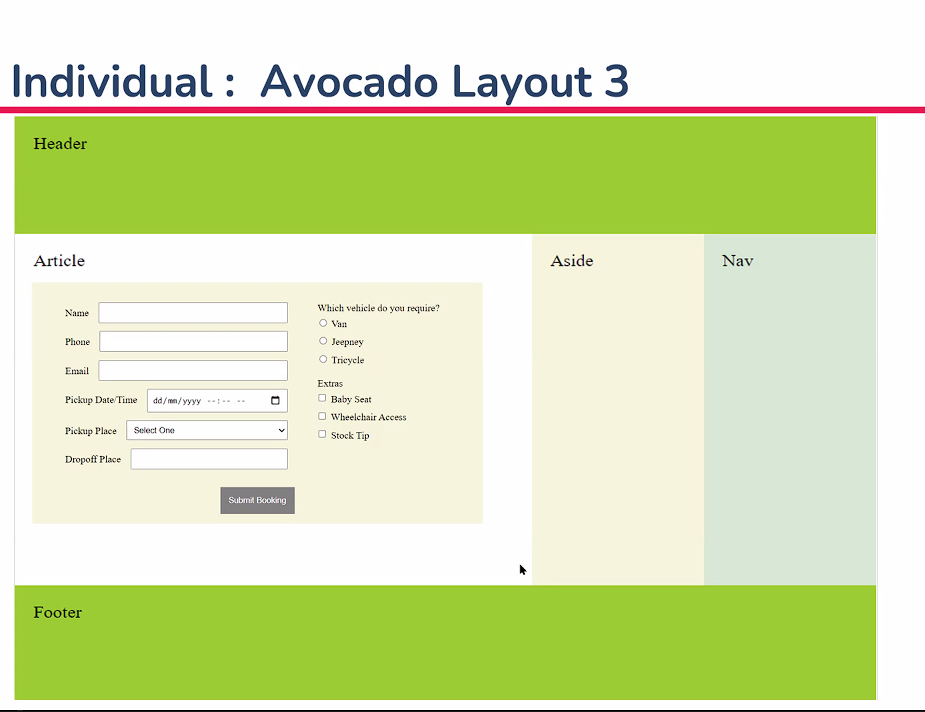 Individual :  Avocado Layout 3
Header
Article
Aside
Nav
Name
Phone
Email
Pickup Date/Time
dd/mm/yyyy --:-- --
Pickup Place
Select One
Dropoff Place
Submit Booking
Which vehicle do you require?
Van
Jeepney
Tricycle
Extras
Baby Seat
Wheelchair Access
Stock Tip
Footer